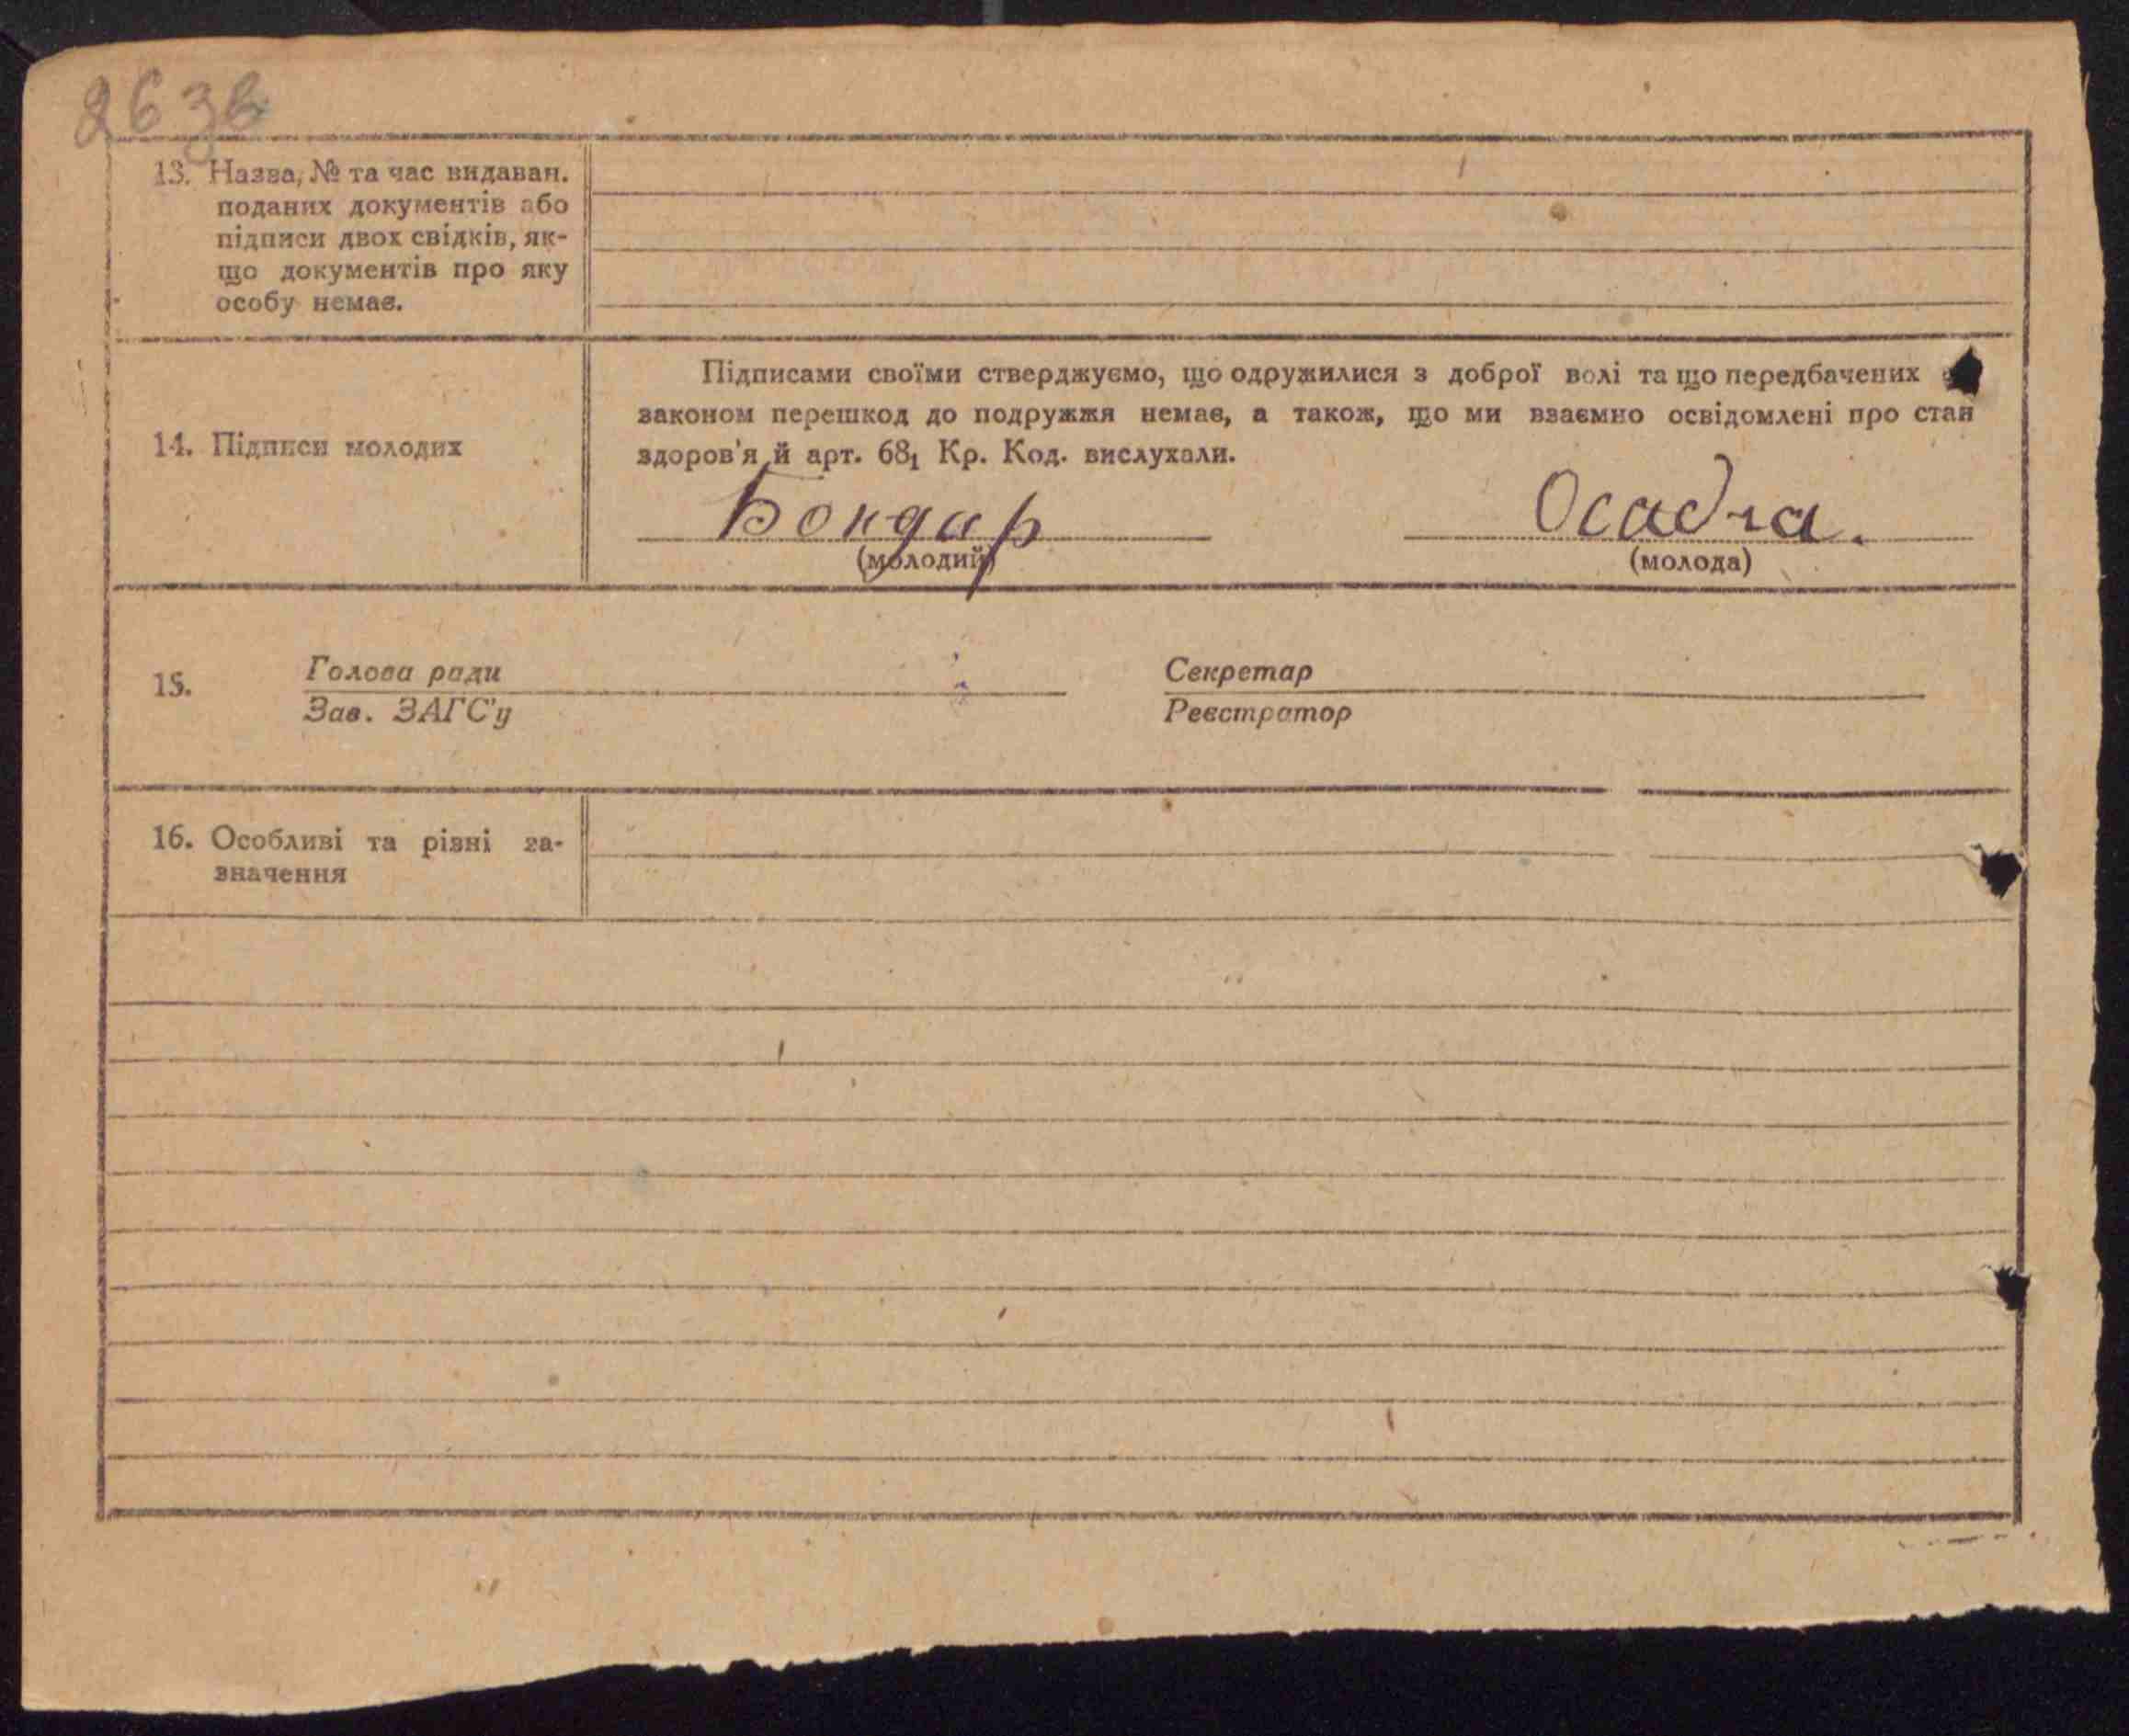 263в
13. Назва, № та час видаван.
поданих документів або
підписи двох свідків, як-
що документів про яку
особу немає.
14. Підписи молодих
Підписами своїми стверджуємо, що одружилися з доброї волі та що передбачених
законом перешкод до подружжя немає, а також, що ми взаємно освідомлені про стан
здоров'я й арт. 68₁ Кр. Код. вислухали.
Бондар
Осадча.
(молодий)
(молода)
15.
Голова ради
Секретар
Зав. ЗАГС'у
Реєстратор
16. Особливі та різні за-
значення